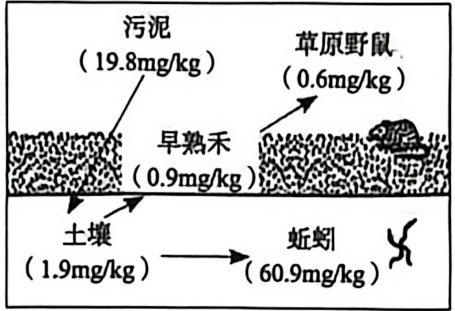 污泥
(19.8mg/kg)
草原野鼠
(0.6mg/kg)
早熟禾
(0.9mg/kg)
土壤
(1.9mg/kg)
蚯蚓
(60.9mg/kg)